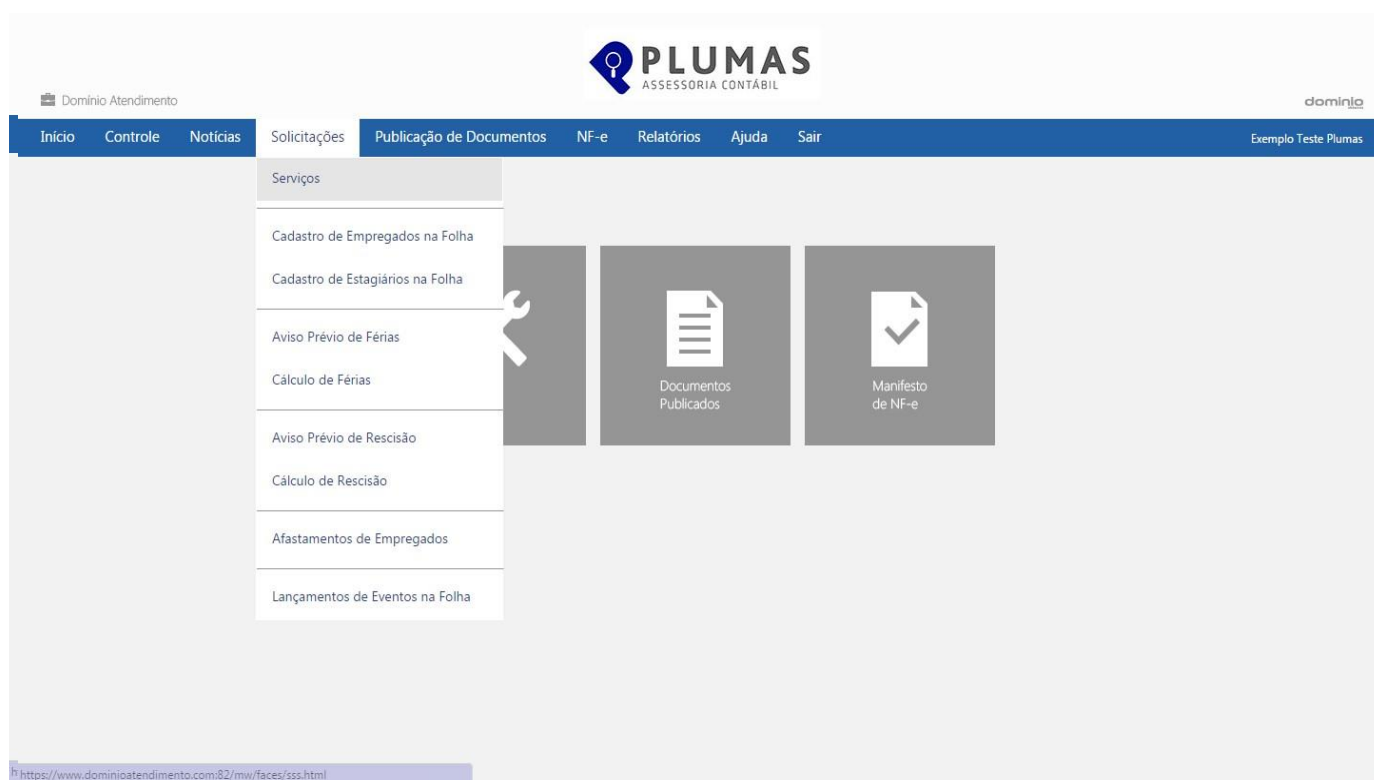 PLUMAS
ASSESSORIA CONTÁBIL
Domínio Atendimento
domínio
Início Controle Notícias Solicitações Publicação de Documentos NF-e Relatórios Ajuda Sair Exemplo Teste Plumas
Serviços
Cadastro de Empregados na Folha
Cadastro de Estagiários na Folha
Aviso Prévio de Férias
Cálculo de Férias
Aviso Prévio de Rescisão
Cálculo de Rescisão
Afastamentos de Empregados
Lançamentos de Eventos na Folha
Documentos
Publicados
Manifesto
de NF-e
https://www.dominioatendimento.com:82/mw/faces/sss.html